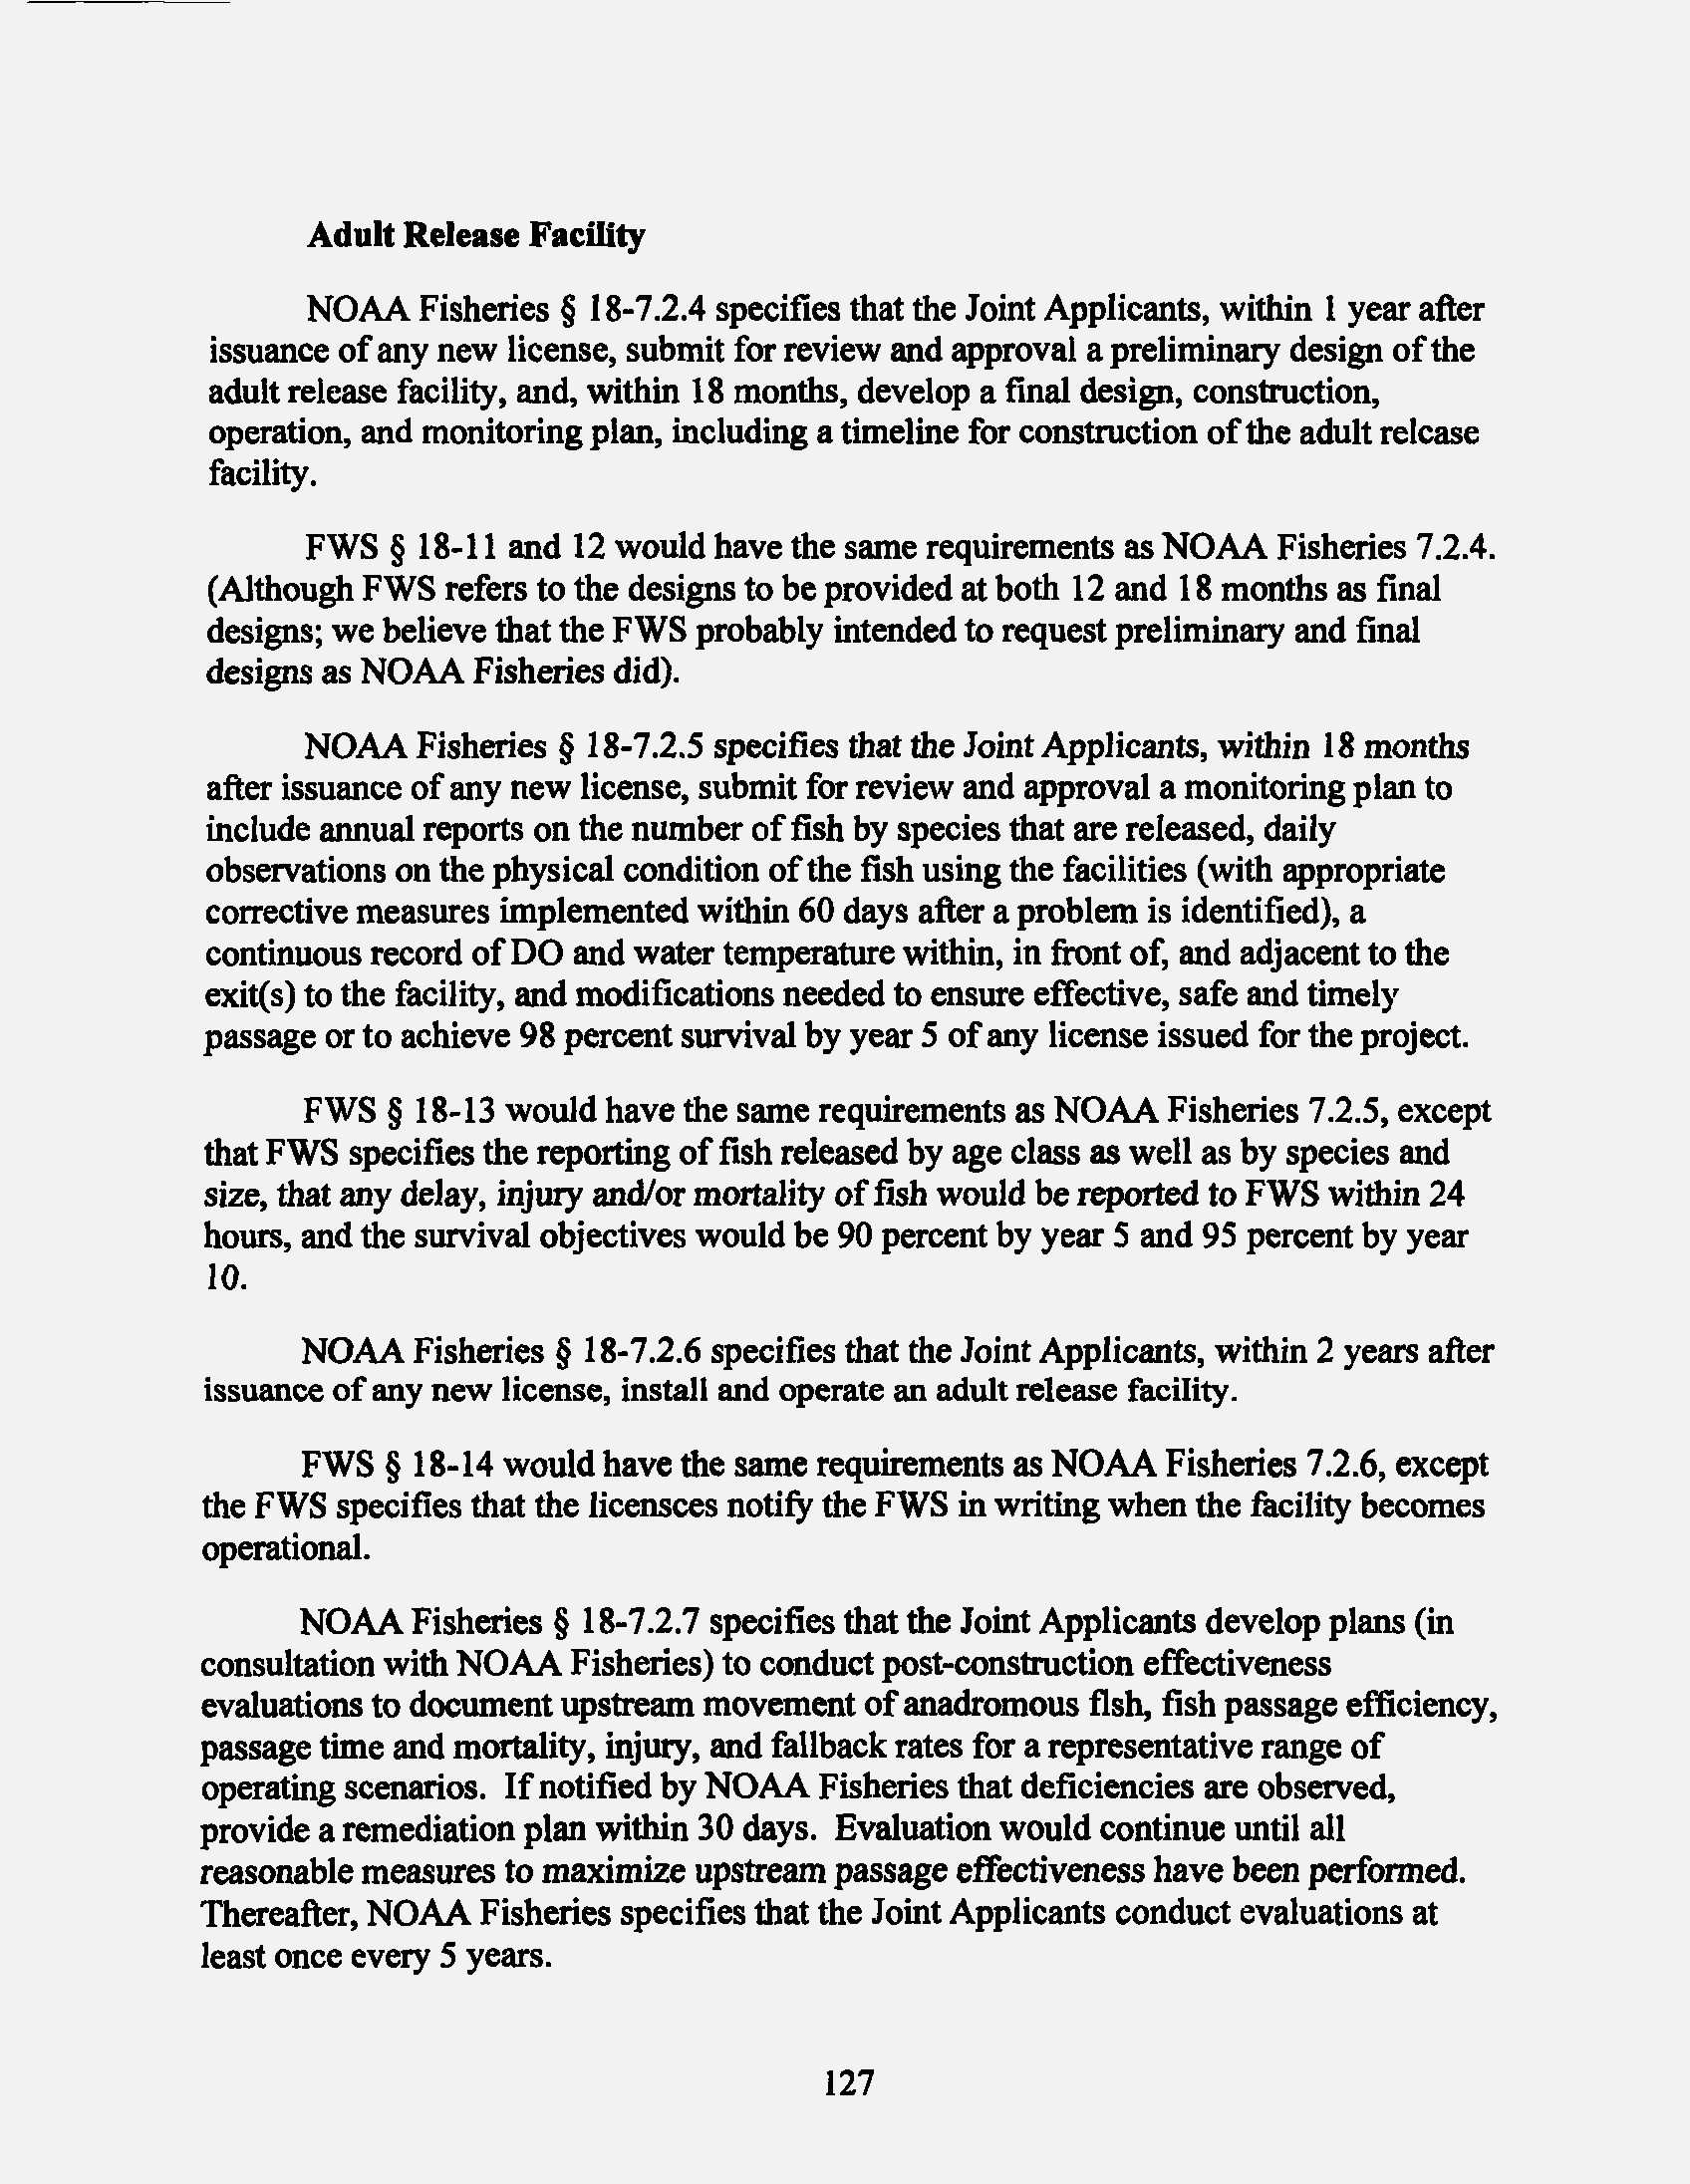 Adult Release Facility
NOAA Fisheries § 18-7.2.4 specifies that the Joint Applicants, within 1 year after
issuance of any new license, submit for review and approval a preliminary design of the
adult release facility, and, within 18 months, develop a final design, construction,
operation, and monitoring plan, including a timeline for construction of the adult release
facility.
FWS § 18-11 and 12 would have the same requirements as NOAA Fisheries 7.2.4.
(Although FWS refers to the designs to be provided at both 12 and 18 months as final
designs; we believe that the FWS probably intended to request preliminary and final
designs as NOAA Fisheries did).
NOAA Fisheries § 18-7.2.5 specifies that the Joint Applicants, within 18 months
after issuance of any new license, submit for review and approval a monitoring plan to
include annual reports on the number of fish by species that are released, daily
observations on the physical condition of the fish using the facilities (with appropriate
corrective measures implemented within 60 days after a problem is identified), a
continuous record of DO and water temperature within, in front of, and adjacent to the
exit(s) to the facility, and modifications needed to ensure effective, safe and timely
passage or to achieve 98 percent survival by year 5 of any license issued for the project.
FWS § 18-13 would have the same requirements as NOAA Fisheries 7.2.5, except
that FWS specifies the reporting of fish released by age class as well as by species and
size, that any delay, injury and/or mortality of fish would be reported to FWS within 24
hours, and the survival objectives would be 90 percent by year 5 and 95 percent by year
10.
NOAA Fisheries § 18-7.2.6 specifies that the Joint Applicants, within 2 years after
issuance of any new license, install and operate an adult release facility.
FWS § 18-14 would have the same requirements as NOAA Fisheries 7.2.6, except
the FWS specifies that the licensees notify the FWS in writing when the facility becomes
operational.
NOAA Fisheries § 18-7.2.7 specifies that the Joint Applicants develop plans (in
consultation with NOAA Fisheries) to conduct post-construction effectiveness
evaluations to document upstream movement of anadromous fish, fish passage efficiency,
passage time and mortality, injury, and fallback rates for a representative range of
operating scenarios. If notified by NOAA Fisheries that deficiencies are observed,
provide a remediation plan within 30 days. Evaluation would continue until all
reasonable measures to maximize upstream passage effectiveness have been performed.
Thereafter, NOAA Fisheries specifies that the Joint Applicants conduct evaluations at
least once every 5 years.
127